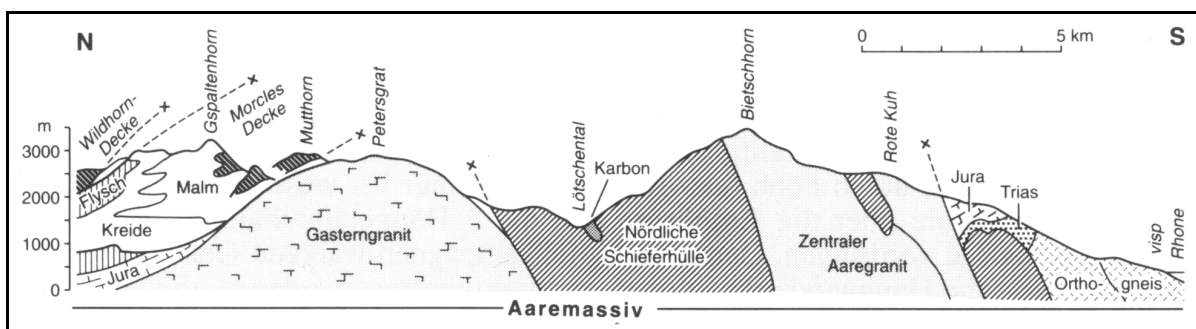 N
0 5 km
S
Wildhorn-
Decke
Gspaltenhorn
Morcles
Decke
Mutthorn
Petersgrat
Lötschental
Bietschhorn
Rote Kuh
visp
Rhone
m
3000
2000
1000
0
Flysch
Malm
Kreide
Jura
Gasterngranit
Karbon
Nördliche
Schieferhülle
Zentraler
Aaregranit
Jura
Trias
Ortho- gneis
Aaremassiv